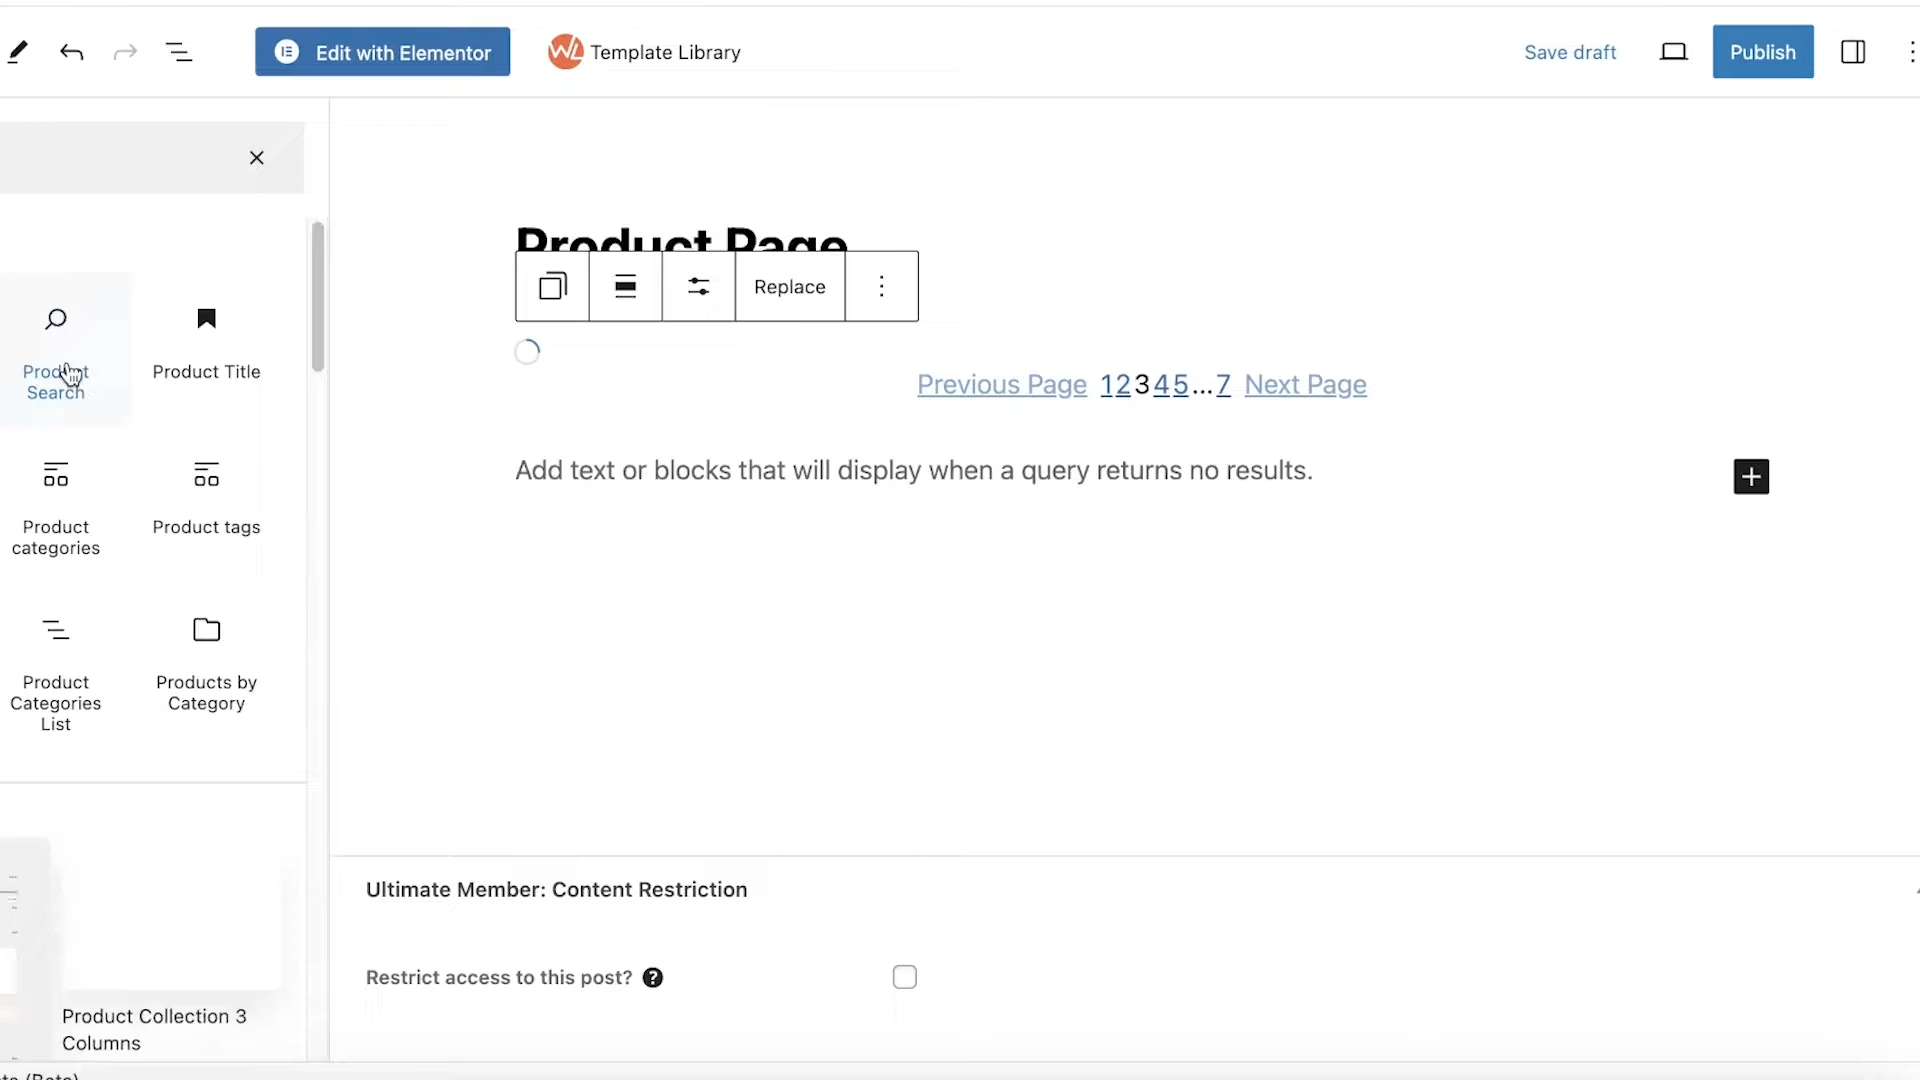 Edit with Elementor
Template Library
Save draft
Publish
Product Page
Replace
Product
Search
Product Title
Previous Page 1 2 3 4 5 ... 7 Next Page
Add text or blocks that will display when a query returns no results.
Product
categories
Product tags
Product
Categories
List
Products by
Category
Ultimate Member: Content Restriction
Restrict access to this post?
Product Collection 3
Columns